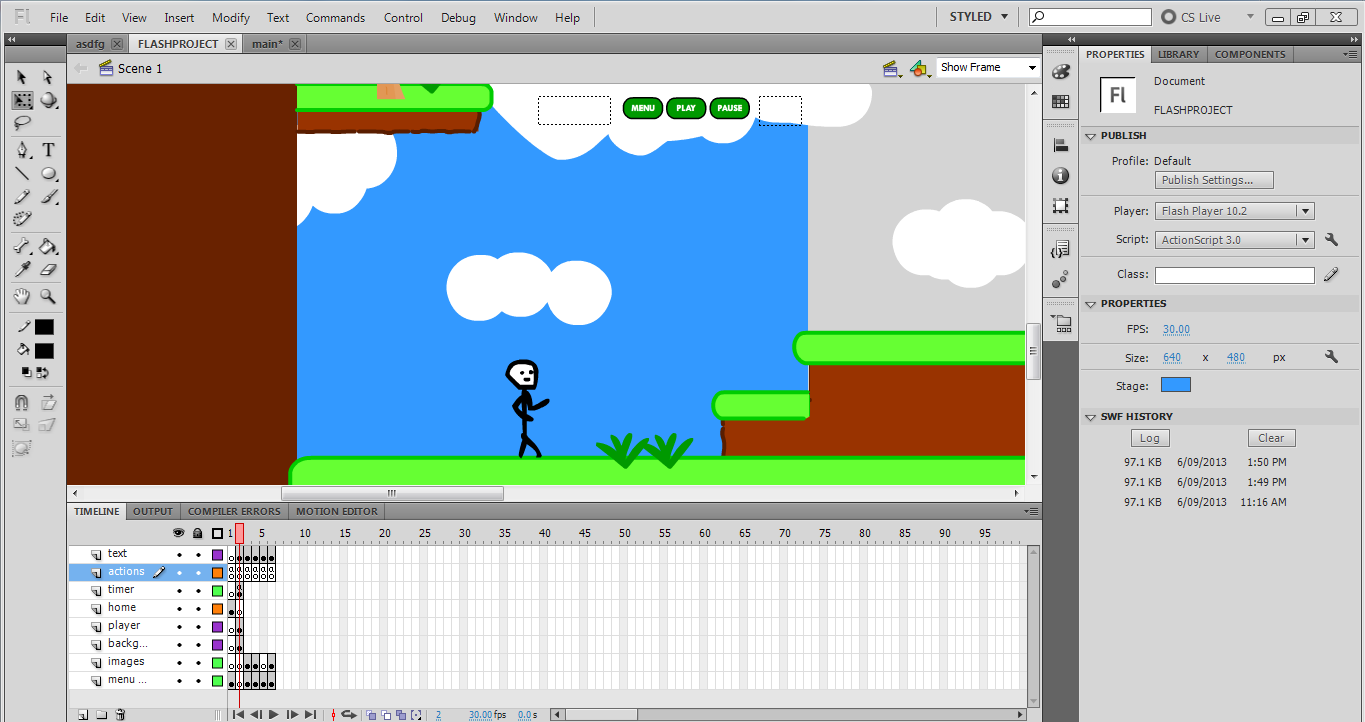 Fl File Edit View Insert Modify Text Commands Control Debug Window Help STYLED CS Live
asdfg FLASHPROJECT main*
Scene 1 Show Frame
MENU PLAY PAUSE
T
PROPERTIES LIBRARY COMPONENTS
Fl Document
FLASHPROJECT
PUBLISH
Profile: Default
Publish Settings...
Player: Flash Player 10.2
Script: ActionScript 3.0
Class:
PROPERTIES
FPS: 30.00
Size: 640 x 480 px
Stage:
SWF HISTORY
Log Clear
97.1 KB 6/09/2013 1:50 PM
97.1 KB 6/09/2013 1:49 PM
97.1 KB 6/09/2013 11:16 AM
TIMELINE OUTPUT COMPILER ERRORS MOTION EDITOR
1 5 10 15 20 25 30 35 40 45 50 55 60 65 70 75 80 85 90 95
text
actions
timer
home
player
backg...
images
menu ...
2 30.00 fps 0.0 s